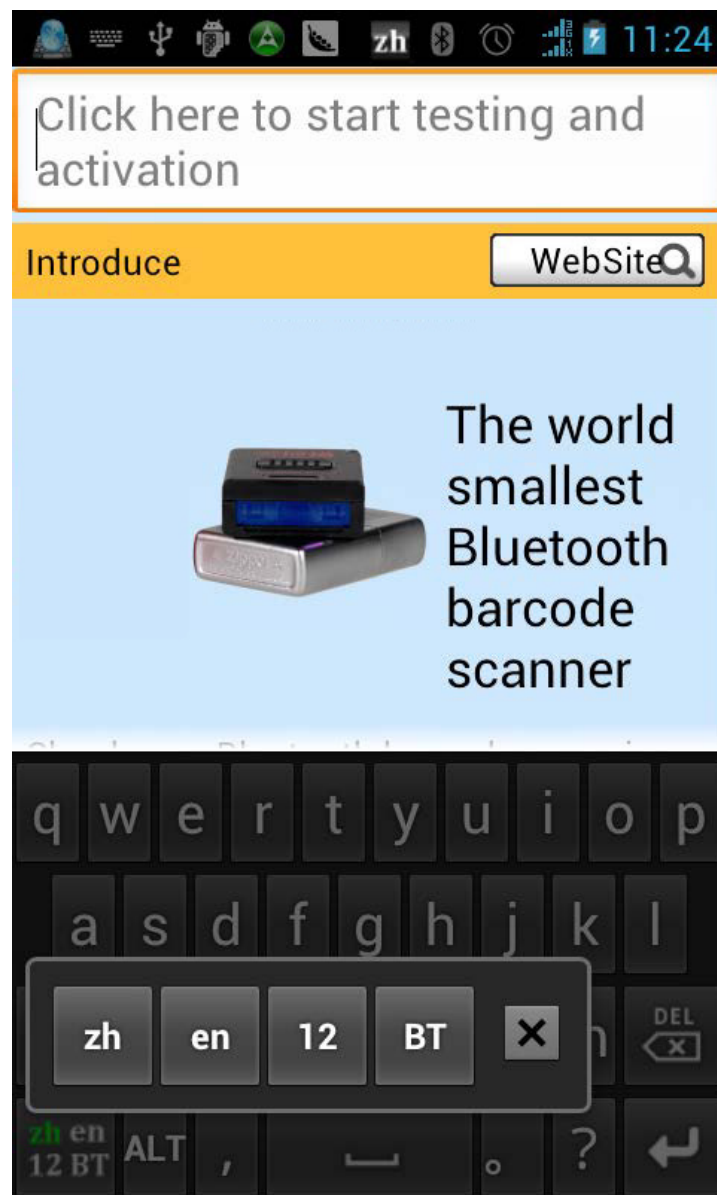 zh
11:24
Click here to start testing and
activation
Introduce
WebSite
The world
smallest
Bluetooth
barcode
scanner
q w e r t y u i o p
a s d f g h j k l
zh en 12 BT
DEL
zh en
12 BT
ALT , 。 ?